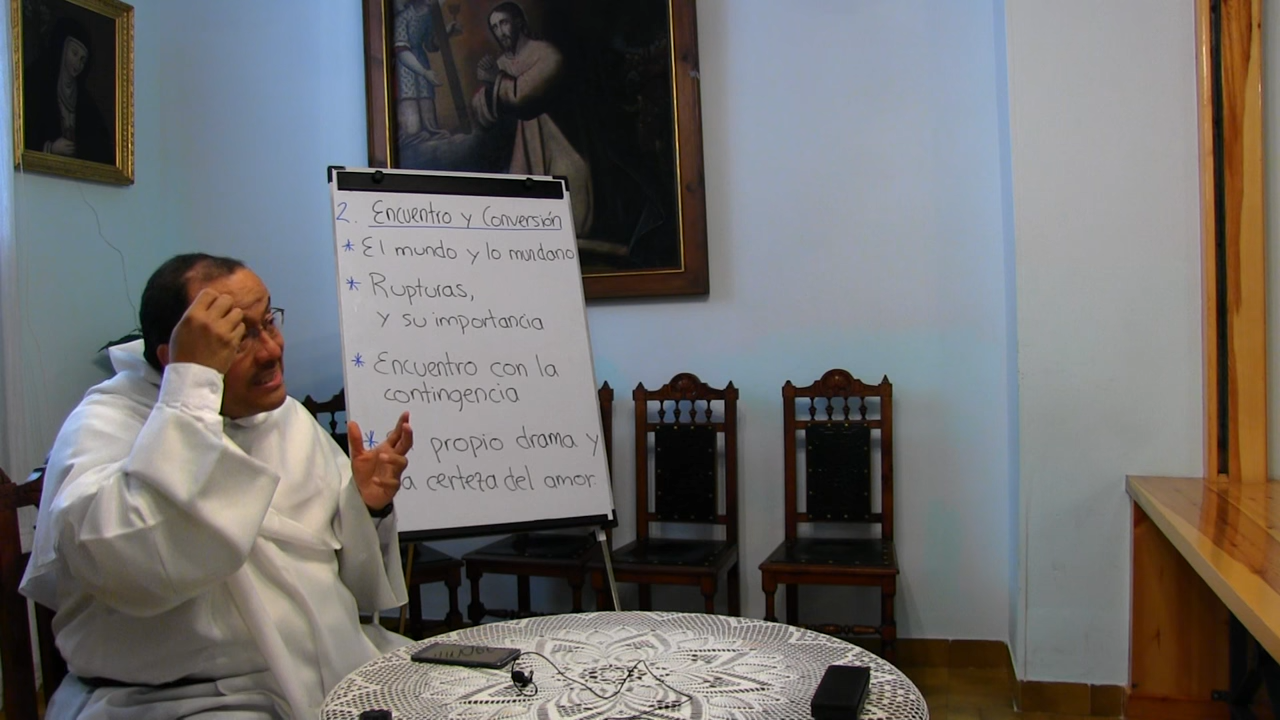 2. Encuentro y Conversión
* El mundo y lo mundano
* Rupturas,
y su importancia
* Encuentro con la
contingencia
* propio drama y
a certeza del amor.